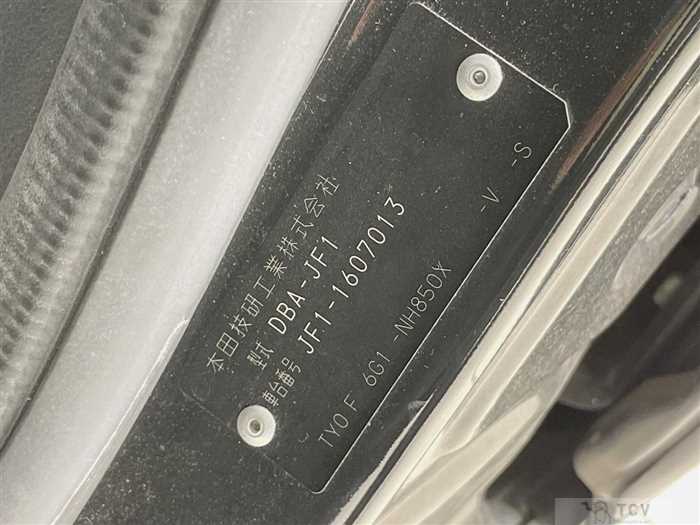 本田技研工業株式会社
型式 DBA-JF1
車台番号 JF1-1607013
TY0F 6G1 -NH850X -V -S
TCV